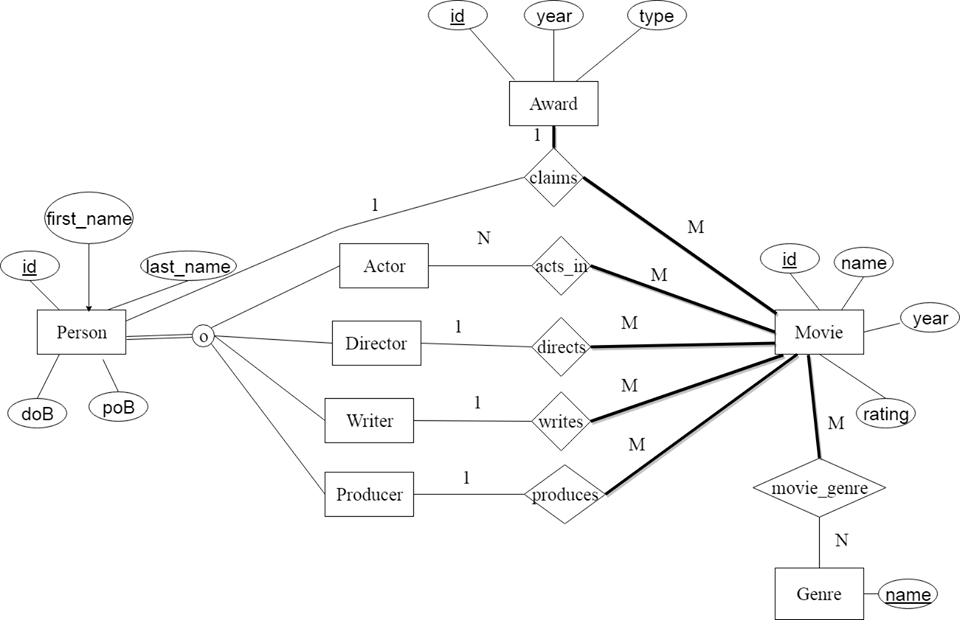 id
year
type
Award
1
claims
1
M
first_name
N
id
last_name
Actor
acts_in
M
id
name
Person
o
Director
1
directs
M
Movie
year
doB
poB
Writer
1
writes
M
rating
M
Producer
1
produces
M
movie_genre
N
Genre
name